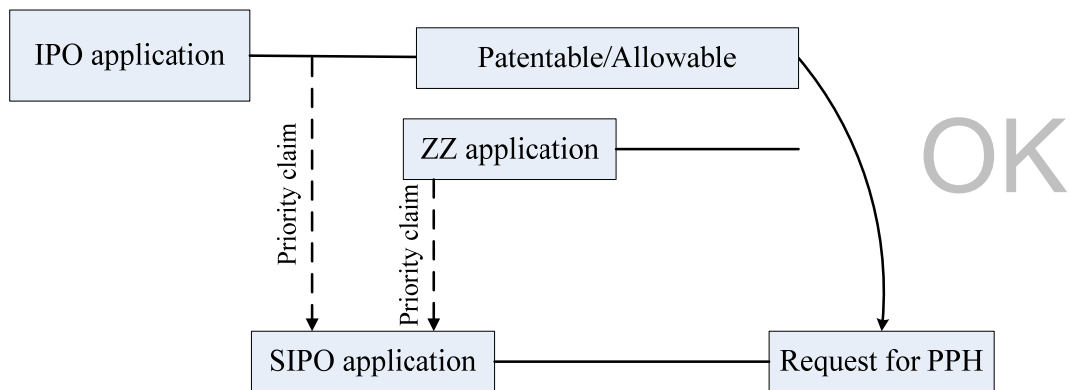 IPO application
Patentable/Allowable
OK
ZZ application
Priority claim
Priority claim
SIPO application
Request for PPH